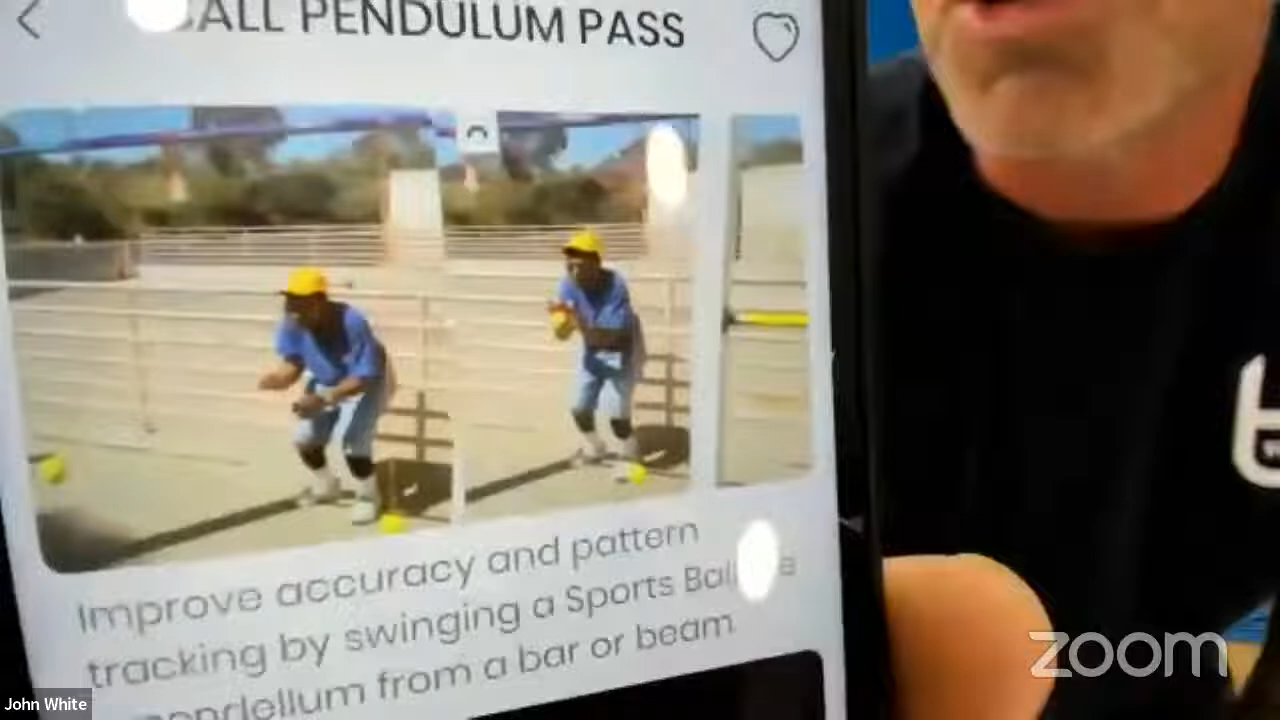 ALL PENDULUM PASS
Improve accuracy and pattern
tracking by swinging a Sports
pendellum from a bar or beam
zoom
John White